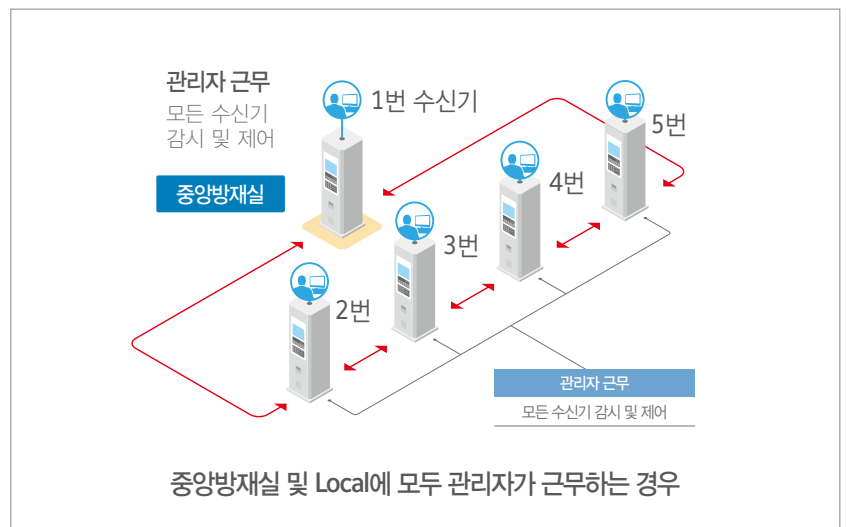 관리자 근무
모든 수신기
감시 및 제어
중앙방재실
1번 수신기
5번
4번
3번
2번
관리자 근무
모든 수신기 감시 및 제어
중앙방재실 및 Local에 모두 관리자가 근무하는 경우